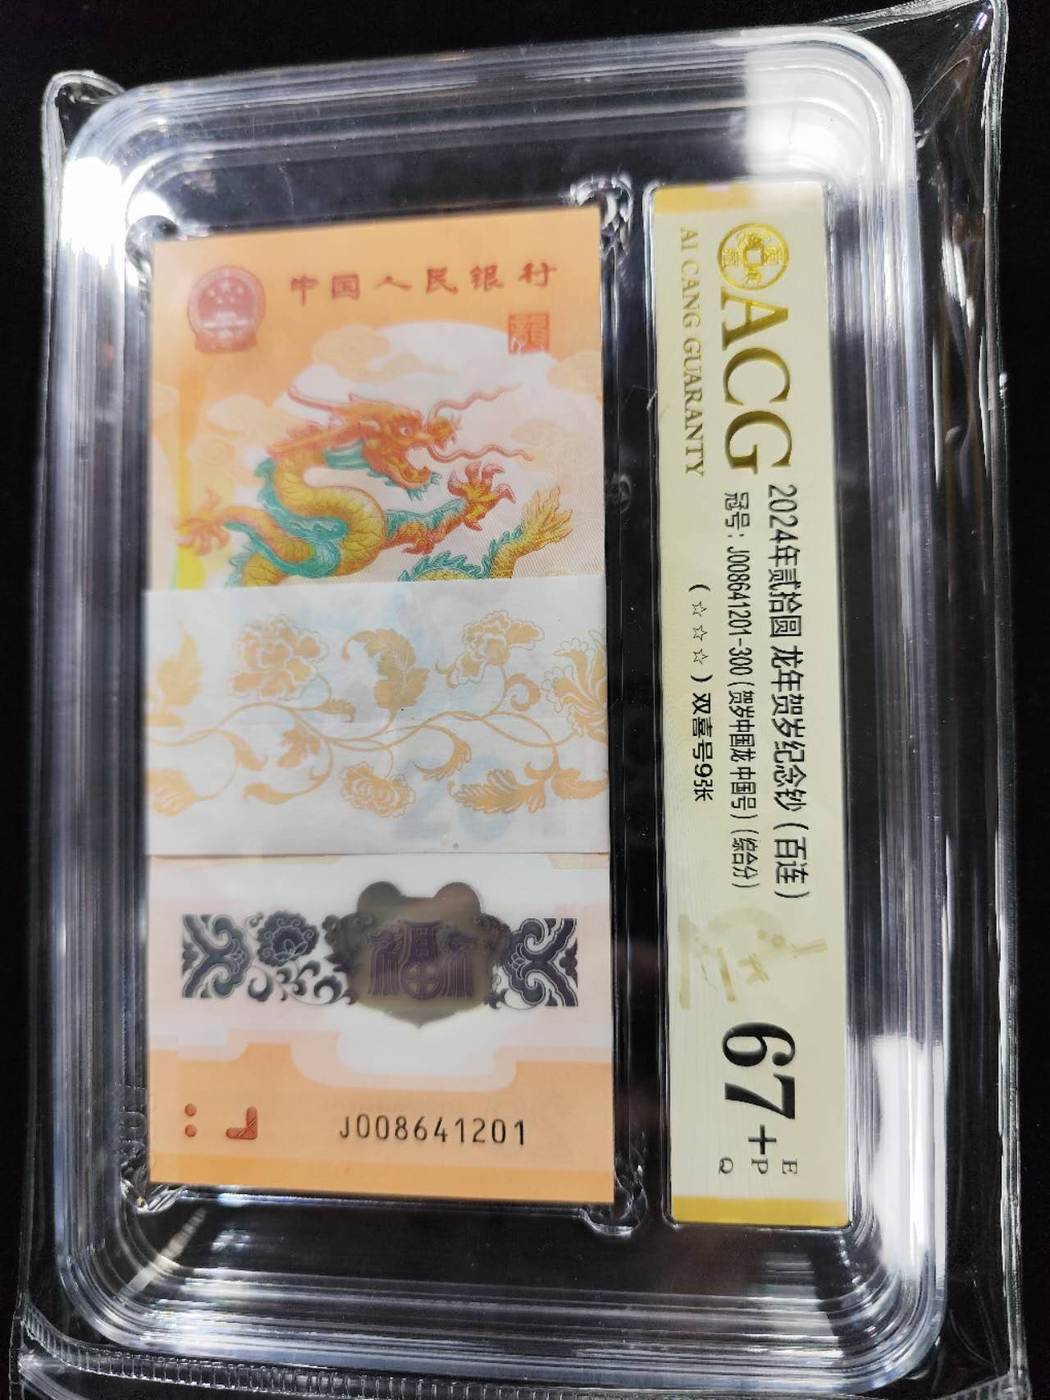 中国人民银行
龍
J008641201
ACG
AI CANG GUARANTY
2024年贰拾圆 龙年贺岁纪念钞（百连）
冠号：J008641201-300（贺岁中国龙 中国号）（综合分）
（☆☆☆）双喜号9张
67+
E
P
Q